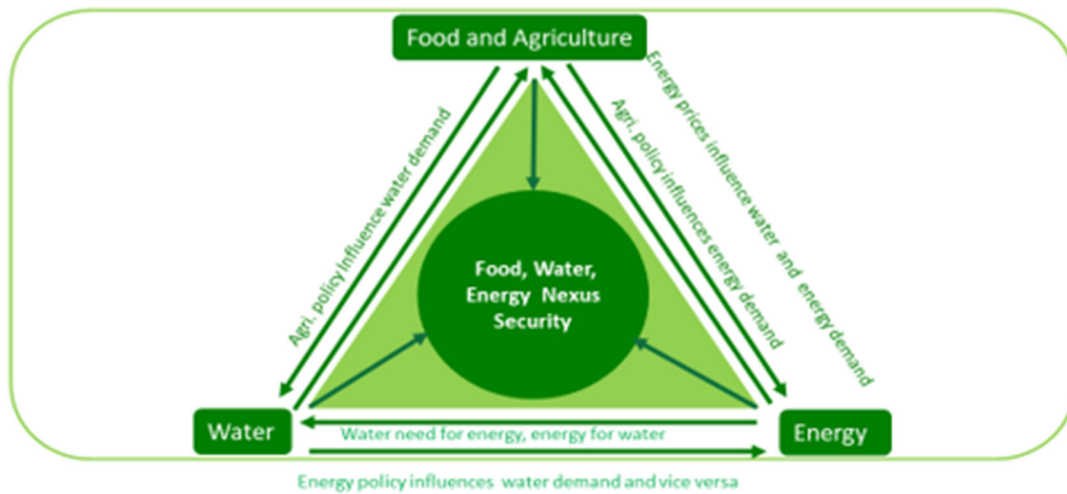 Food and Agriculture
Energy prices influence water and energy demand
Agri. policy influences energy demand
Agri. policy Influence water demand
Food, Water,
Energy Nexus
Security
Water
Energy
Water need for energy, energy for water
Energy policy influences water demand and vice versa